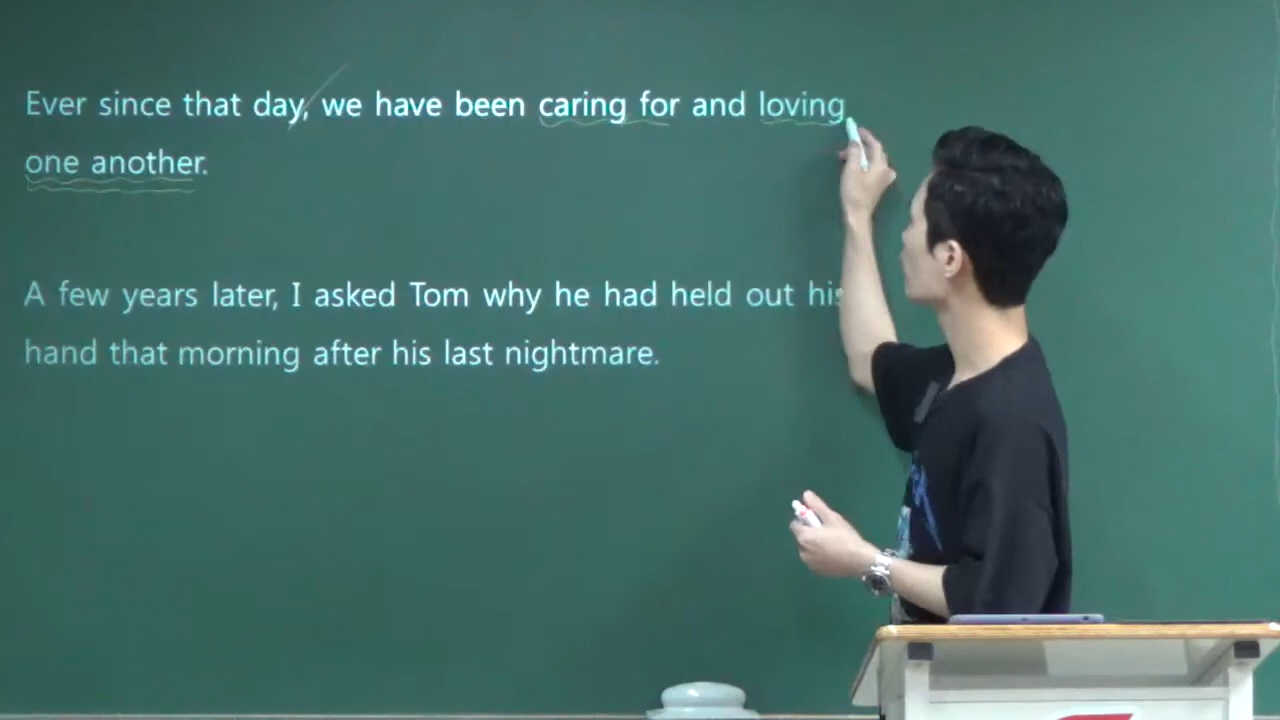 Ever since that day, we have been caring for and loving
one another.
A few years later, I asked Tom why he had held out his
hand that morning after his last nightmare.